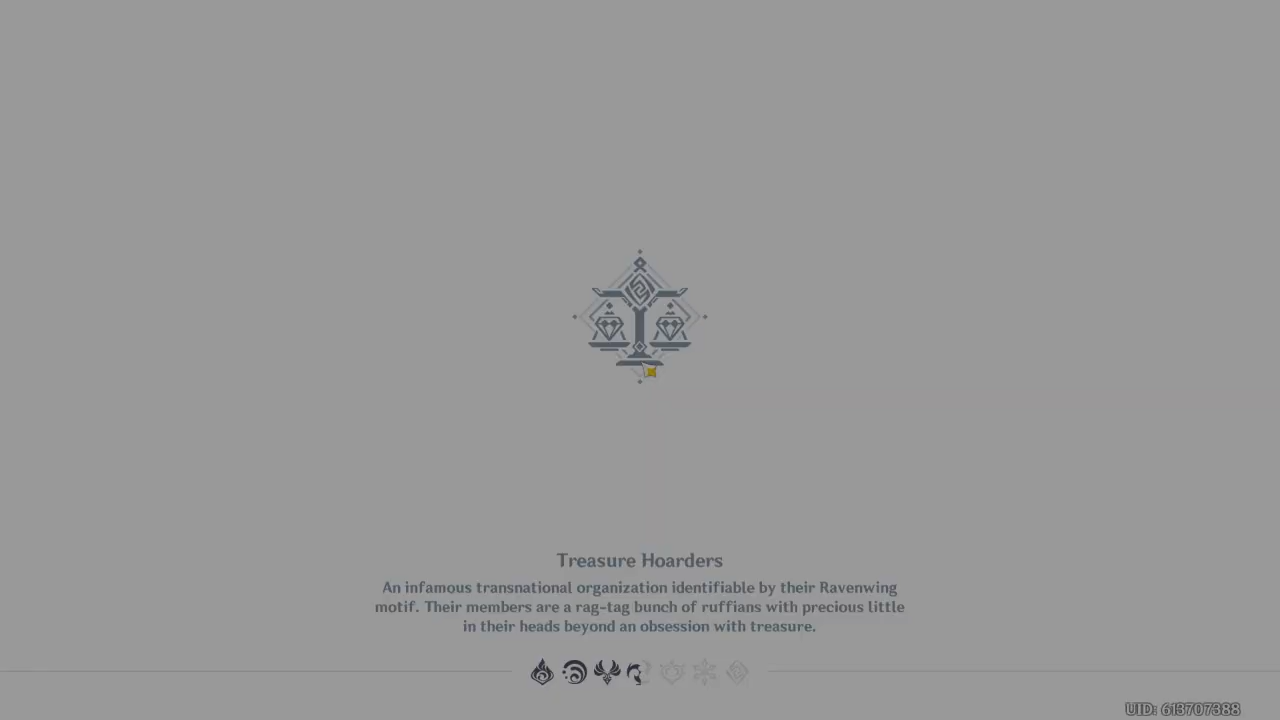 Treasure Hoarders
An infamous transnational organization identifiable by their Ravenwing
motif. Their members are a rag-tag bunch of ruffians with precious little
in their heads beyond an obsession with treasure.
UID: 613707388